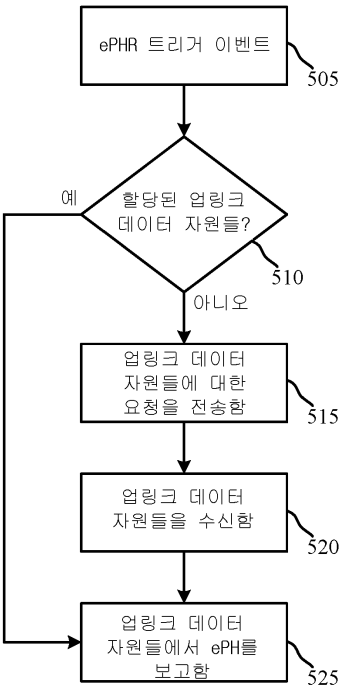 ePHR 트리거 이벤트
505
할당된 업링크
데이터 자원들?
예
510
아니오
업링크 데이터
자원들에 대한
요청을 전송함
515
업링크 데이터
자원들을 수신함
520
업링크 데이터
자원들에서 ePH를
보고함
525